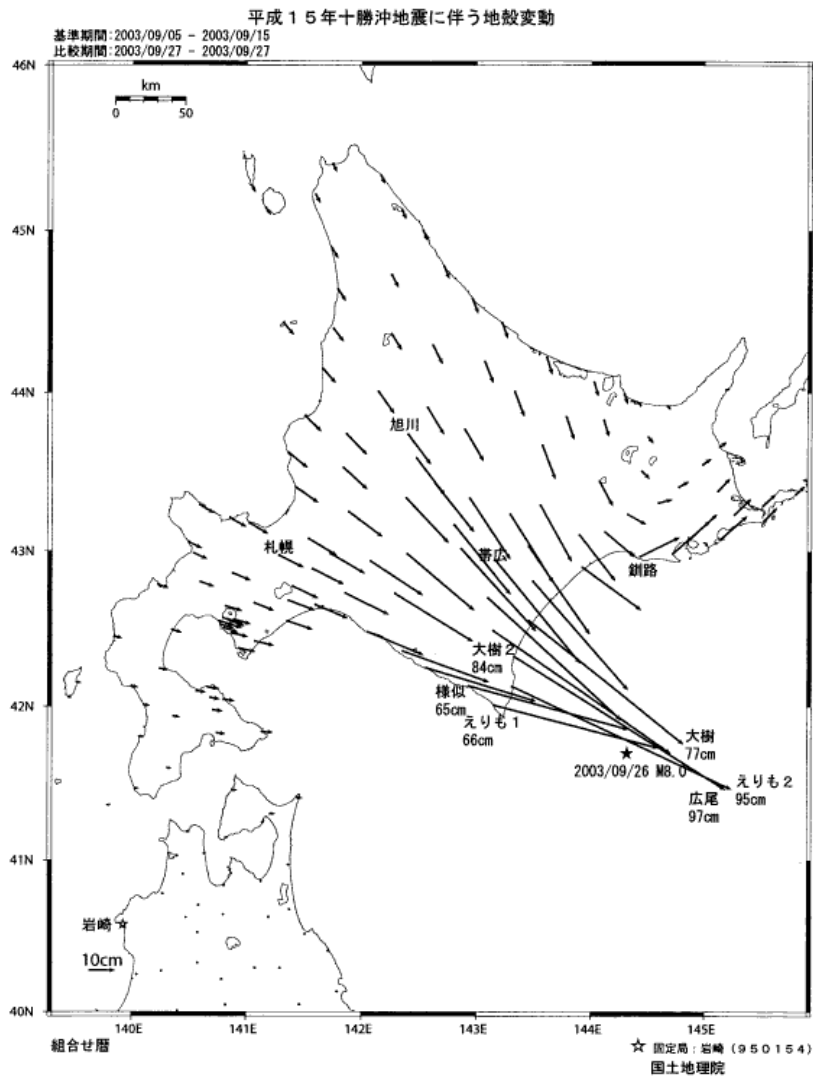 平成１５年十勝沖地震に伴う地殻変動
基準期間:2003/09/05 - 2003/09/15
比較期間:2003/09/27 - 2003/09/27
46N
km
0 50
45N
44N
旭川
43N
札幌
帯広
釧路
大樹２
84cm
様似
65cm
えりも１
66cm
42N
大樹
77cm
2003/09/26 M8.0
えりも２
95cm
広尾
97cm
41N
岩崎
10cm
40N
140E 141E 142E 143E 144E 145E
組合せ暦
☆ 固定局：岩崎 (950154)
国土地理院